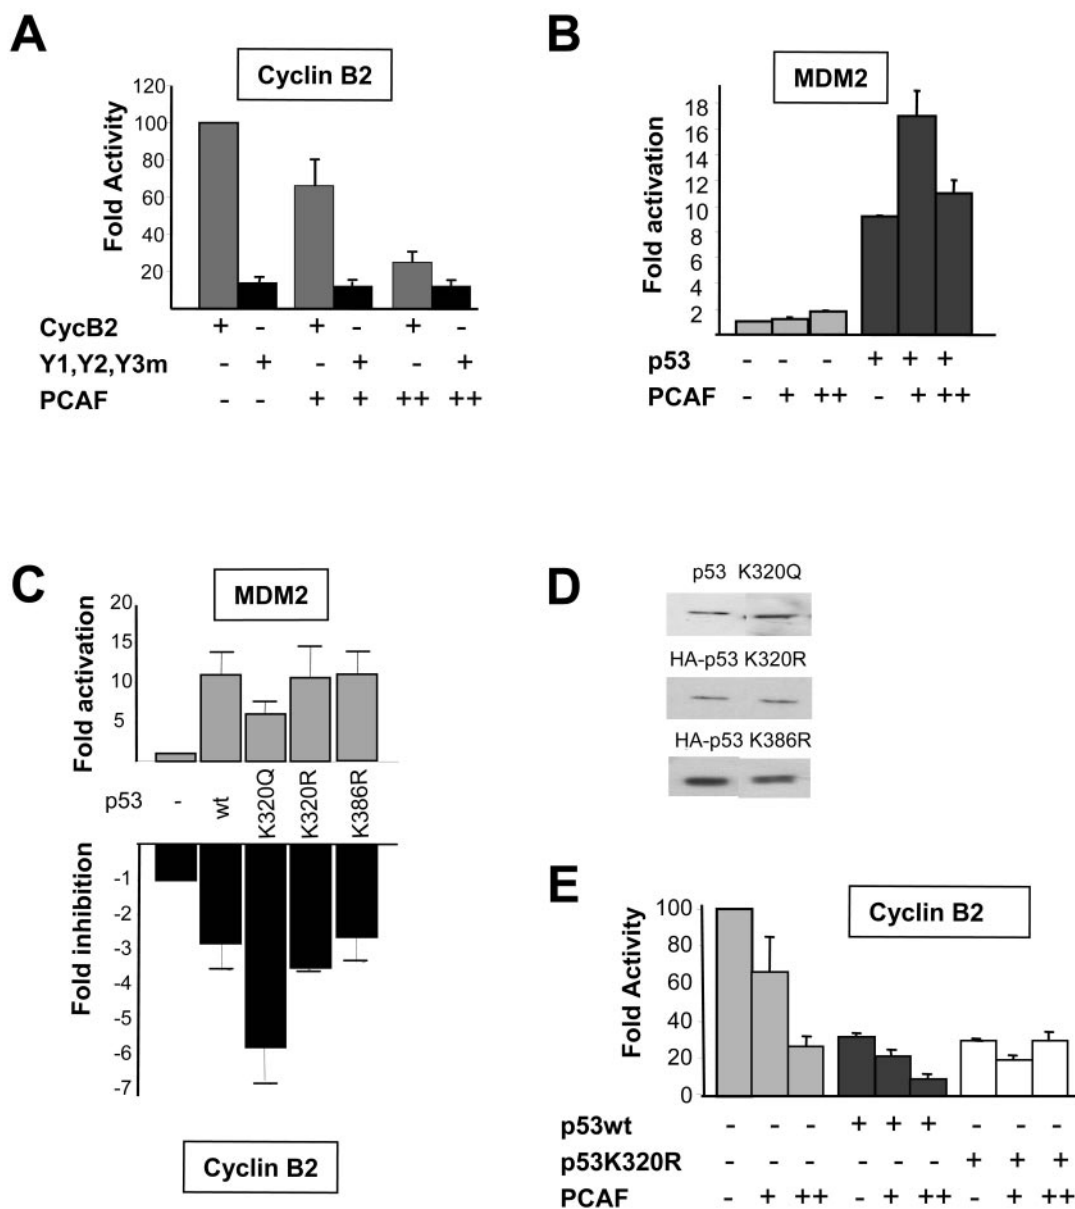 A
Cyclin B2
Fold Activity
120
100
80
60
40
20
CycB2 + - + - + -
Y1,Y2,Y3m - + - + - +
PCAF - - + + ++ ++
B
MDM2
Fold activation
18
16
14
12
10
8
6
4
2
p53 - - - + + +
PCAF - + ++ - + ++
C
MDM2
Fold activation
20
15
10
5
p53 - wt K320Q K320R K386R
Fold inhibition
-1
-2
-3
-4
-5
-6
-7
Cyclin B2
D
p53 K320Q
HA-p53 K320R
HA-p53 K386R
E
Cyclin B2
Fold Activity
100
80
60
40
20
0
p53wt - - - + + + - - -
p53K320R - - - - - - + + +
PCAF - + ++ - + ++ - + ++